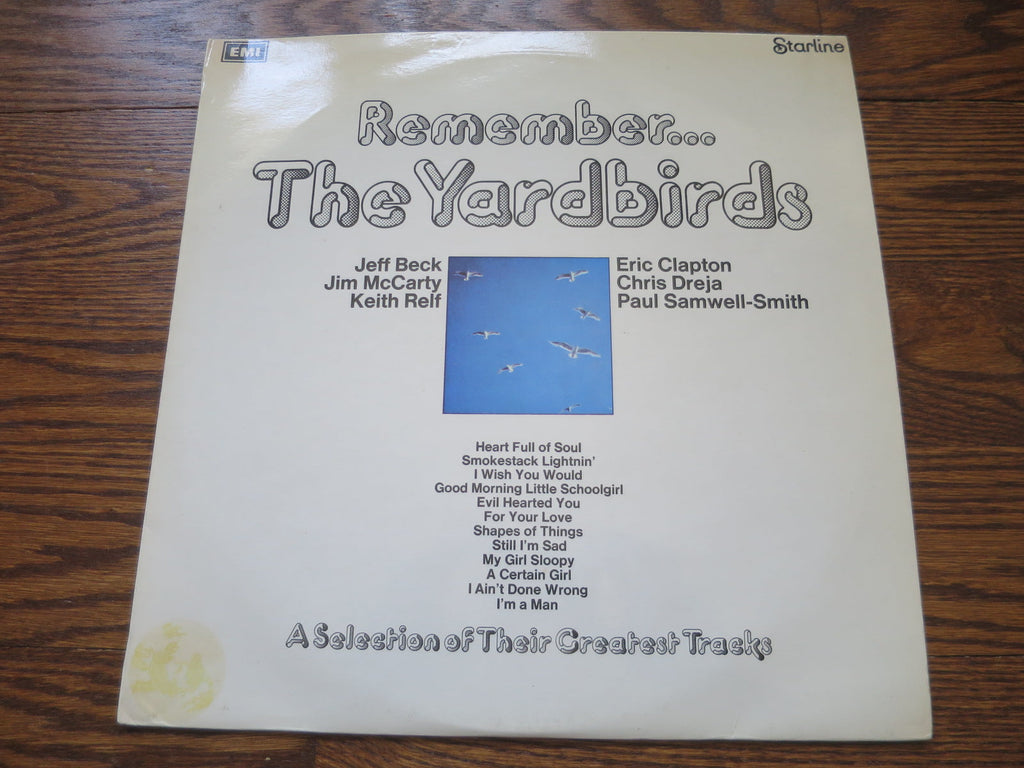 EMI
Starline
Remember...
The Yardbirds
Jeff Beck
Jim McCarty
Keith Relf
Eric Clapton
Chris Dreja
Paul Samwell-Smith
Heart Full of Soul
Smokestack Lightnin'
I Wish You Would
Good Morning Little Schoolgirl
Evil Hearted You
For Your Love
Shapes of Things
Still I'm Sad
My Girl Sloopy
A Certain Girl
I Ain't Done Wrong
I'm a Man
A Selection of Their Greatest Tracks